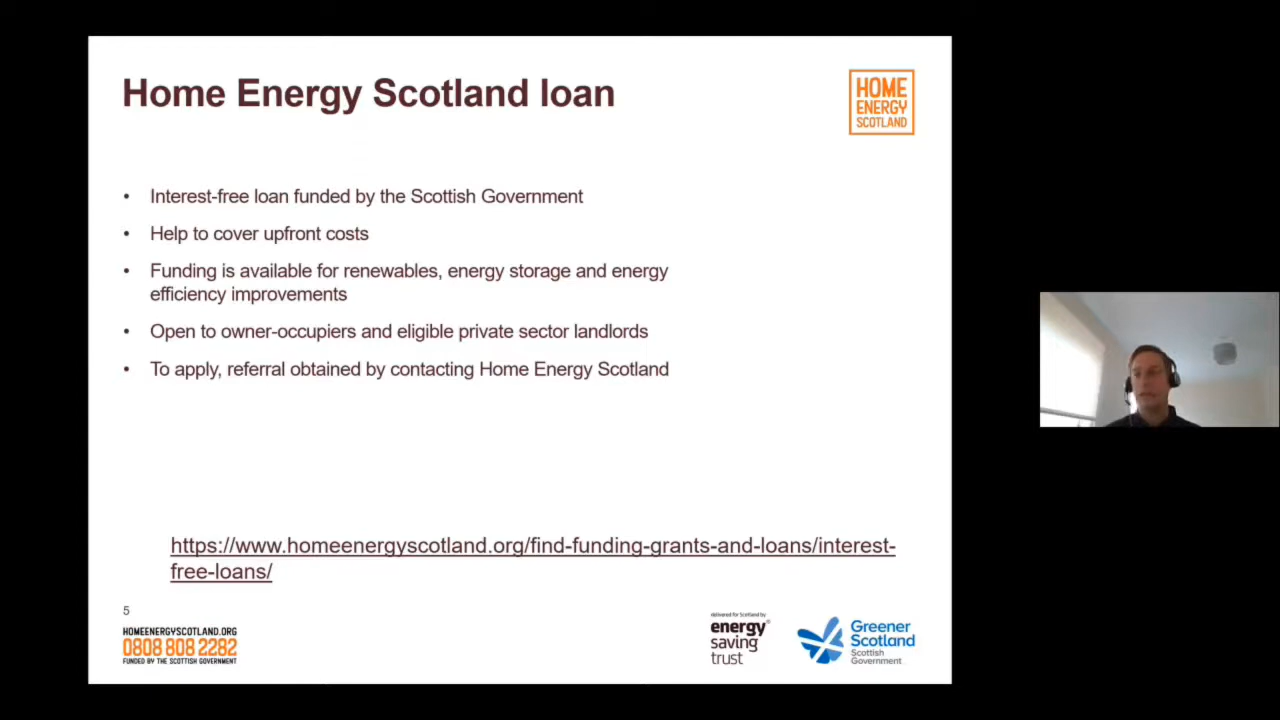 Home Energy Scotland loan
HOME
ENERGY
SCOTLAND
• Interest-free loan funded by the Scottish Government
• Help to cover upfront costs
• Funding is available for renewables, energy storage and energy
efficiency improvements
• Open to owner-occupiers and eligible private sector landlords
• To apply, referral obtained by contacting Home Energy Scotland
https://www.homeenergyscotland.org/find-funding-grants-and-loans/interest-
free-loans/
5
HOMEENERGYSCOTLAND.ORG
0808 808 2282
FUNDED BY THE SCOTTISH GOVERNMENT
delivered for Scotland by
energy
saving
trust
Greener
Scotland
Scottish
Government